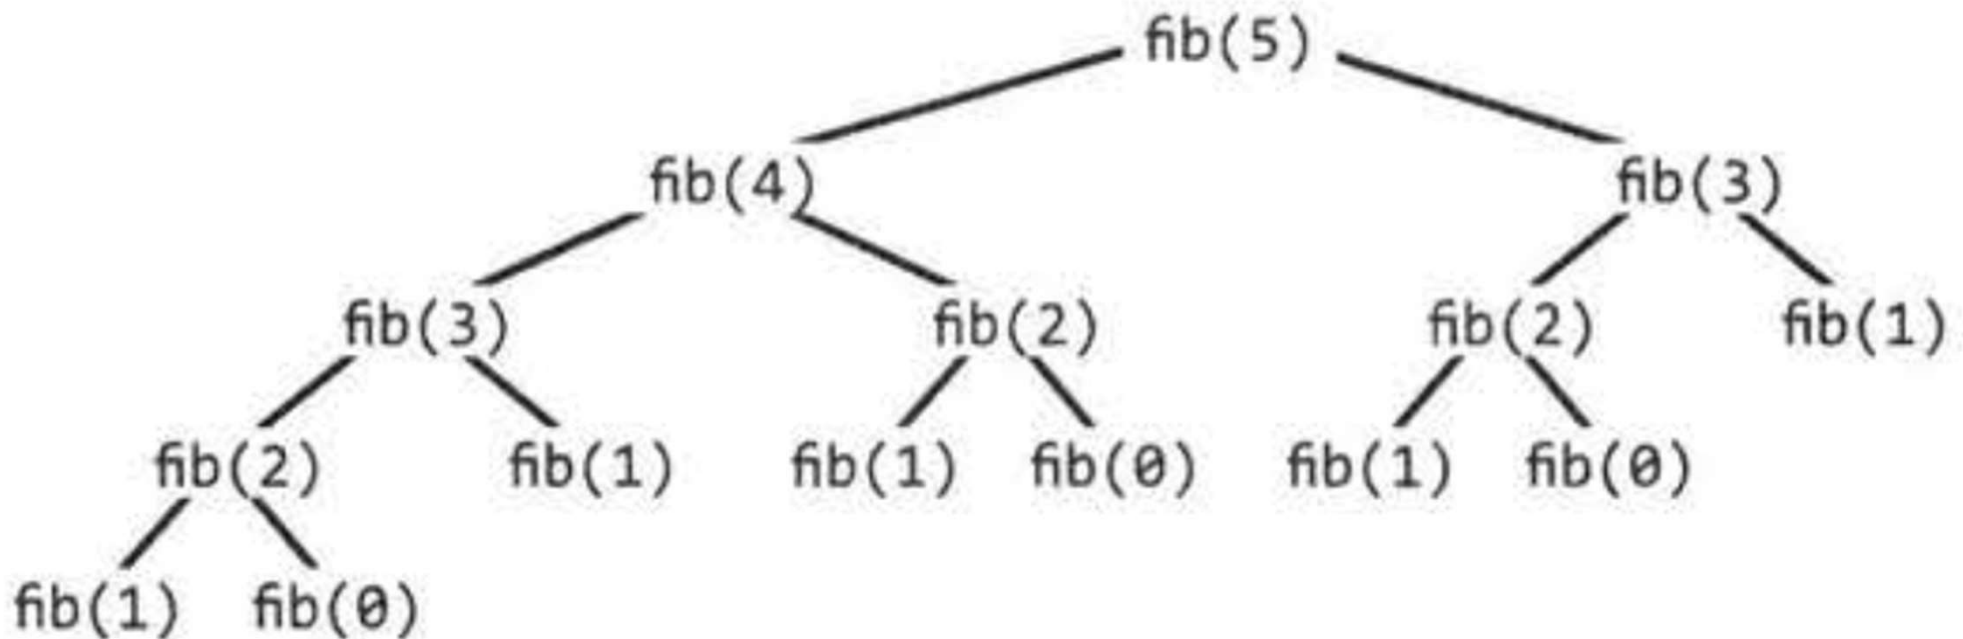 fib(5)
fib(4) fib(3)
fib(3) fib(2) fib(2) fib(1)
fib(2) fib(1) fib(1) fib(0) fib(1) fib(0)
fib(1) fib(0)